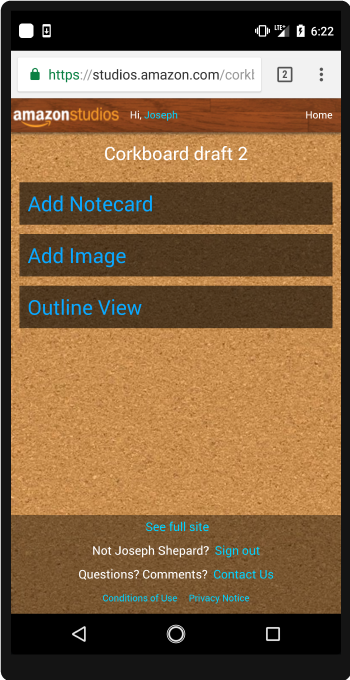 LTE+ 6:22
https://studios.amazon.com/cork
2
amazonstudios Hi, Joseph Home
Corkboard draft 2
Add Notecard
Add Image
Outline View
See full site
Not Joseph Shepard? Sign out
Questions? Comments? Contact Us
Conditions of Use Privacy Notice